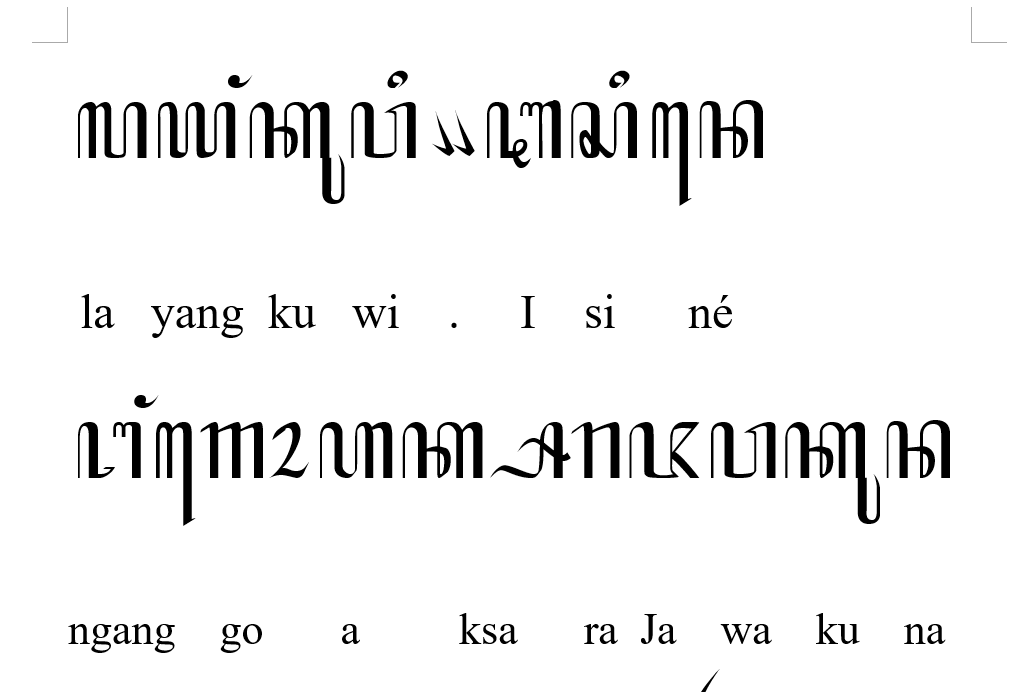 ꦭꦪꦁꦏꦸꦮꦶ꧉ꦆꦱꦶꦤꦺ
la yang ku wi . I si né
ꦔꦁꦒꦺꦴꦲꦏ꧀ꦱꦫꦗꦮꦏꦸꦤ
ngang go a ksa ra Ja wa ku na